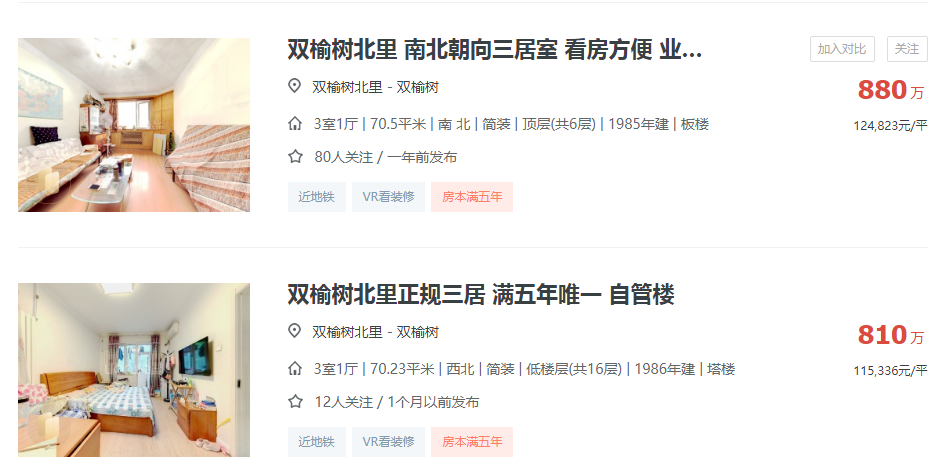 双榆树北里 南北朝向三居室 看房方便 业...
加入对比 关注
双榆树北里 - 双榆树
880万
3室1厅 | 70.5平米 | 南 北 | 简装 | 顶层(共6层) | 1985年建 | 板楼
124,823元/平
80人关注 / 一年前发布
近地铁 VR看装修 房本满五年
双榆树北里正规三居 满五年唯一 自管楼
双榆树北里 - 双榆树
810万
3室1厅 | 70.23平米 | 西北 | 简装 | 低楼层(共16层) | 1986年建 | 塔楼
115,336元/平
12人关注 / 1个月以前发布
近地铁 VR看装修 房本满五年